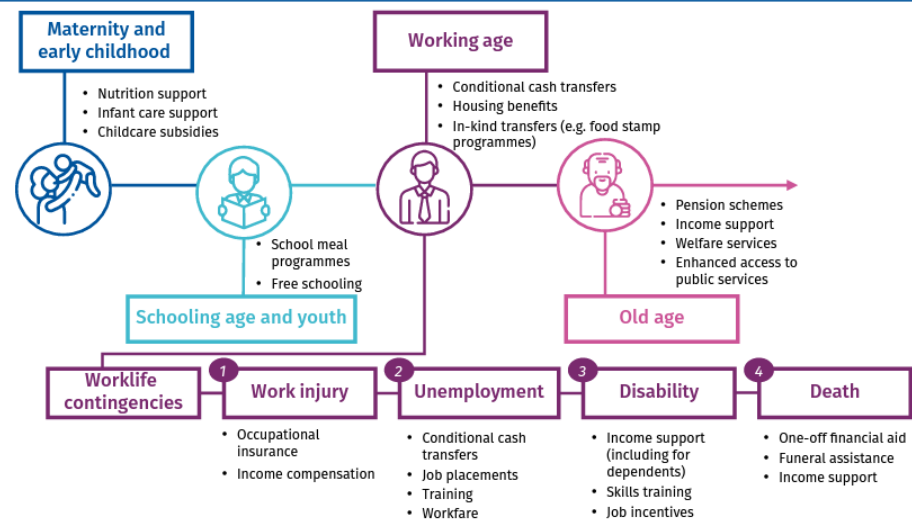 Maternity and
early childhood
• Nutrition support
• Infant care support
• Childcare subsidies
Working age
• Conditional cash transfers
• Housing benefits
• In-kind transfers (e.g. food stamp
programmes)
• School meal
programmes
• Free schooling
Schooling age and youth
• Pension schemes
• Income support
• Welfare services
• Enhanced access to
public services
Old age
Worklife
contingencies
1
Work injury
• Occupational
insurance
• Income compensation
2
Unemployment
• Conditional cash
transfers
• Job placements
• Training
• Workfare
3
Disability
• Income support
(including for
dependents)
• Skills training
• Job incentives
4
Death
• One-off financial aid
• Funeral assistance
• Income support